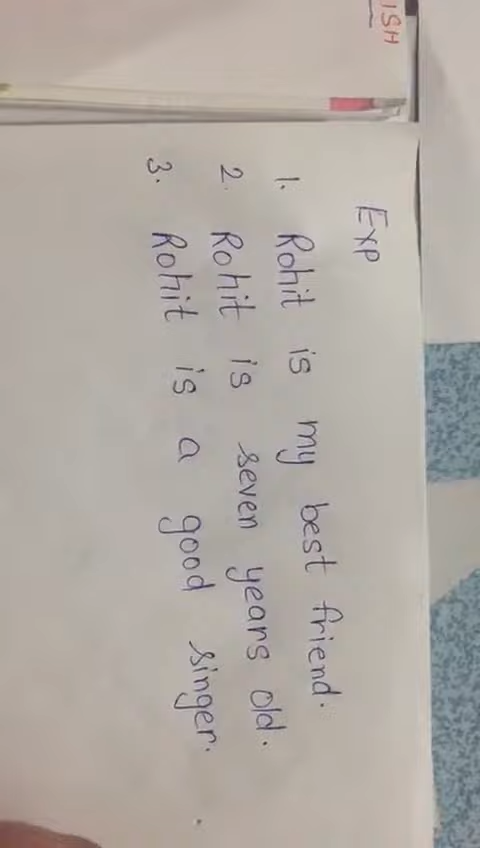 ISH
Exp
1. Rohit is my best friend.
2. Rohit is seven years old.
3. Rohit is a good singer.